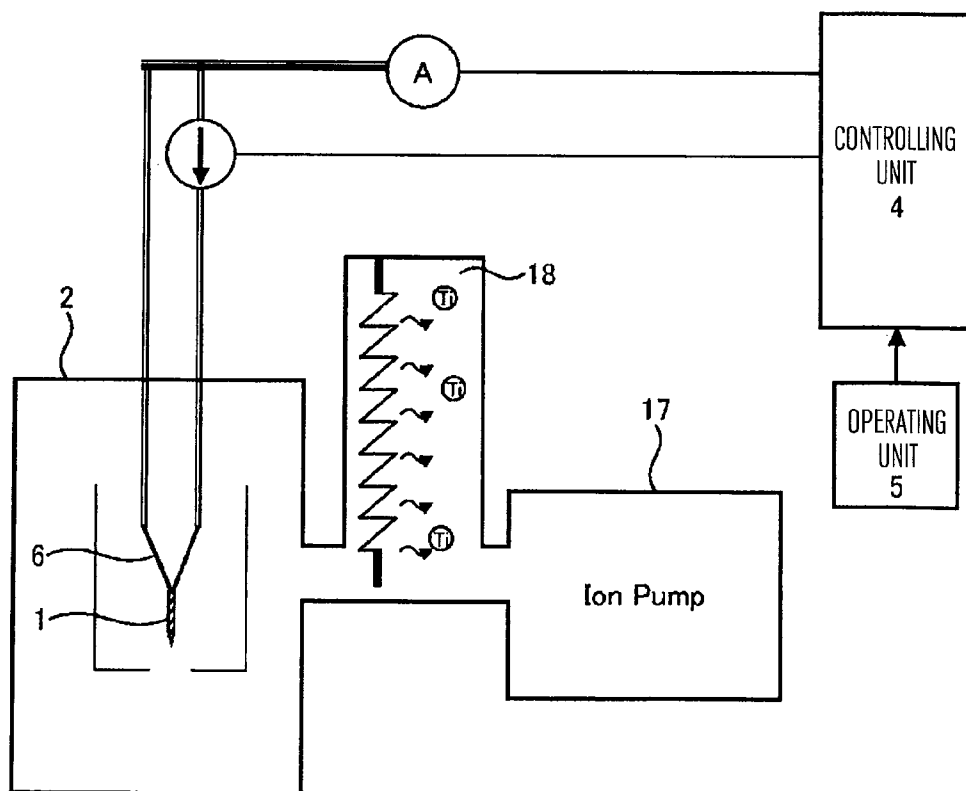 A
CONTROLLING
UNIT
4
18
Ti
2
Ti
17
OPERATING
UNIT
5
Ti
6
Ion Pump
1